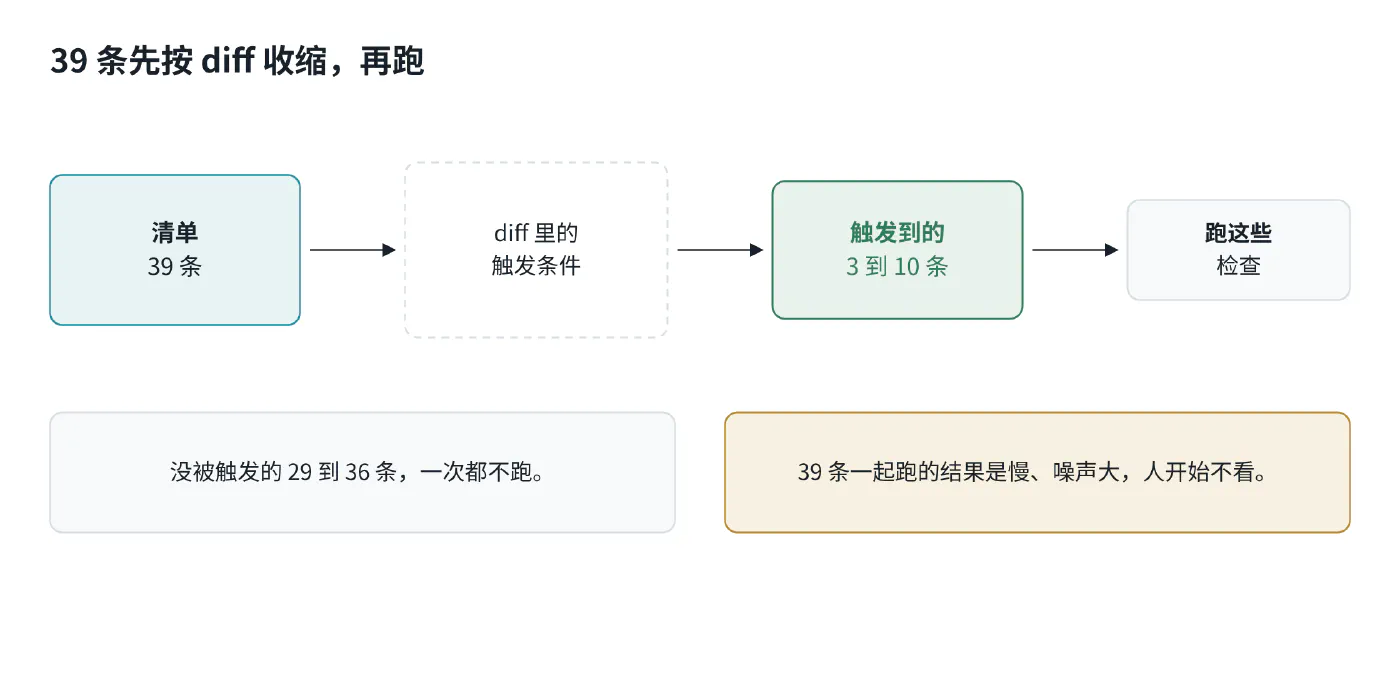 39 条先按 diff 收缩，再跑
清单
39 条
diff 里的
触发条件
触发到的
3 到 10 条
跑这些
检查
没被触发的 29 到 36 条，一次都不跑。
39 条一起跑的结果是慢、噪声大，人开始不看。